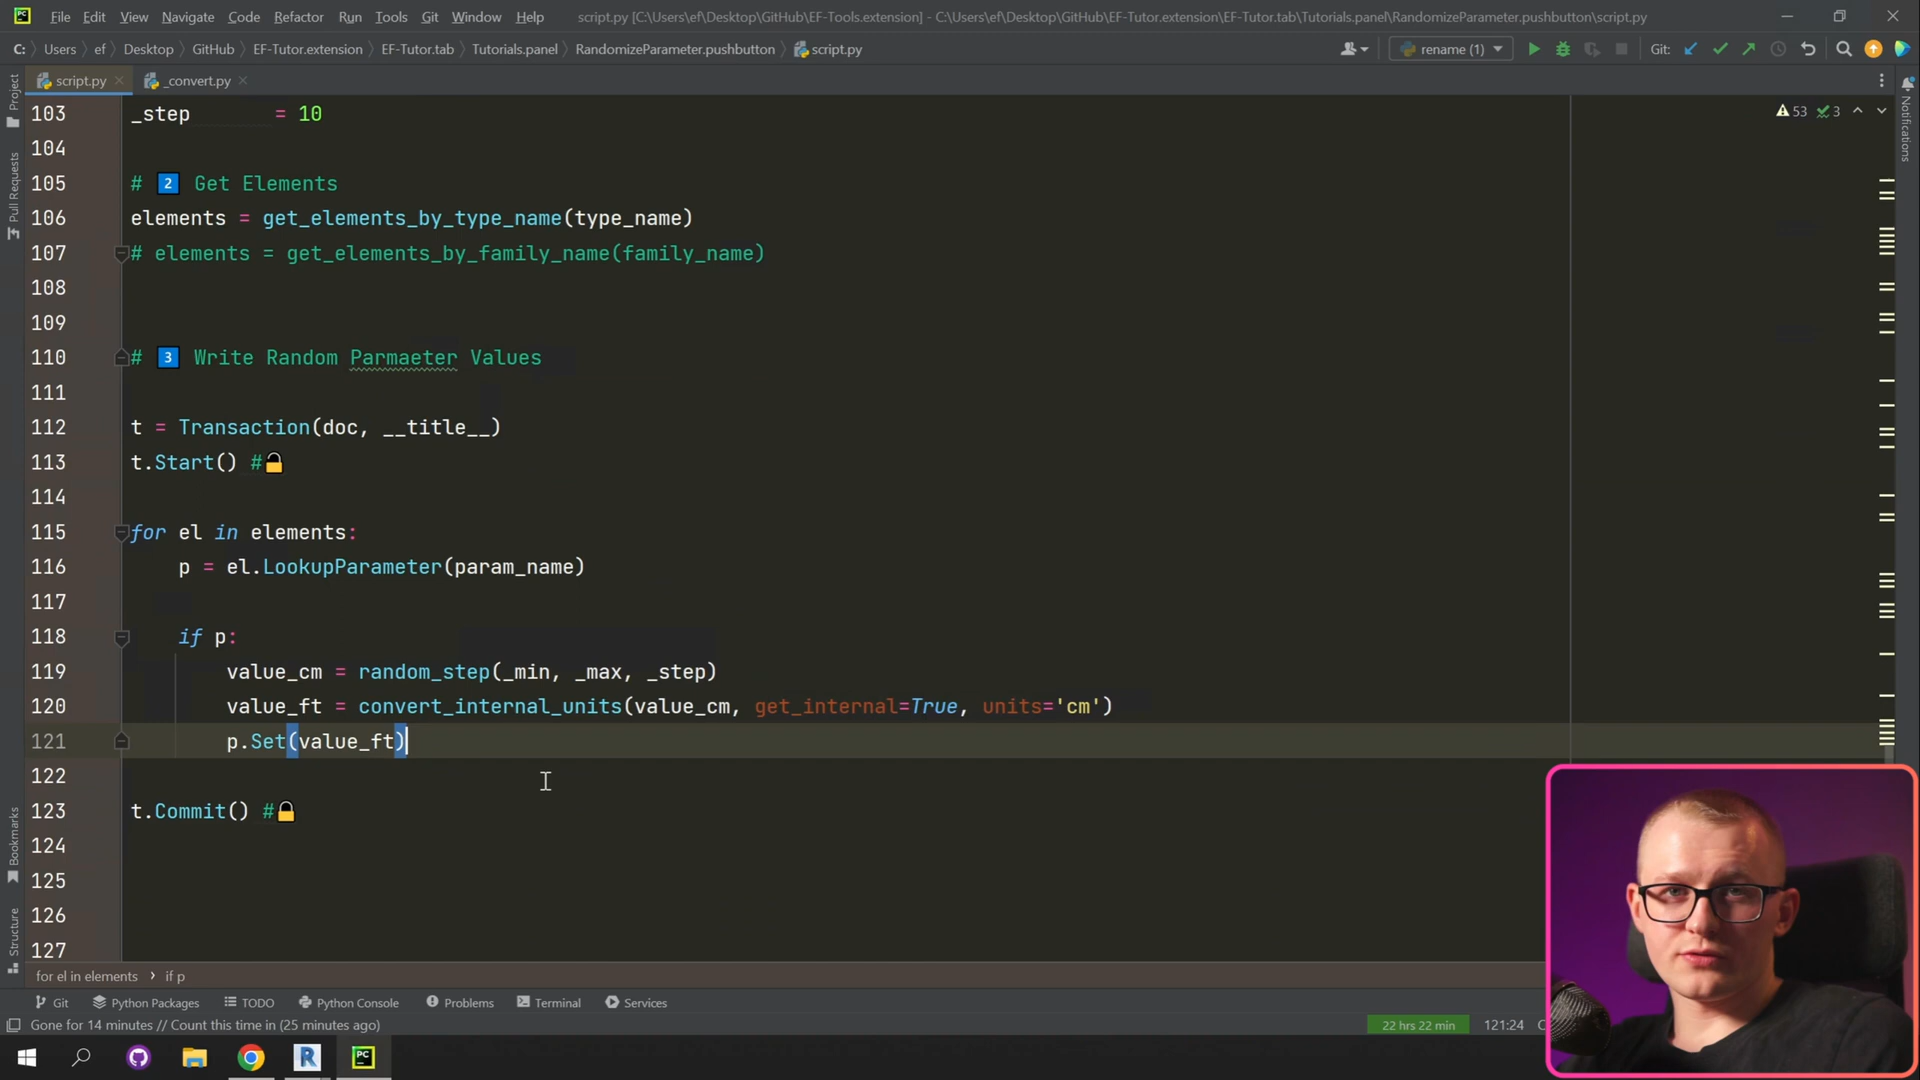 File Edit View Navigate Code Refactor Run Tools Git Window Help script.py [C:\Users\ef\Desktop\GitHub\EF-Tools.extension] - C:\Users\ef\Desktop\GitHub\EF-Tutor.extension\EF-Tutor.tab\Tutorials.panel\RandomizeParameter.pushbutton\script.py
C: Users ef Desktop GitHub EF-Tutor.extension EF-Tutor.tab Tutorials.panel RandomizeParameter.pushbutton script.py rename (1) Git:
script.py _convert.py
Project
Pull Requests
Bookmarks
Structure
Notifications
53 3
103 _step = 10
104
105 # 2 Get Elements
106 elements = get_elements_by_type_name(type_name)
107 # elements = get_elements_by_family_name(family_name)
108
109
110 # 3 Write Random Parmaeter Values
111
112 t = Transaction(doc, __title__)
113 t.Start() #🔓
114
115 for el in elements:
116 p = el.LookupParameter(param_name)
117
118 if p:
119 value_cm = random_step(_min, _max, _step)
120 value_ft = convert_internal_units(value_cm, get_internal=True, units='cm')
121 p.Set(value_ft)
122
123 t.Commit() #🔒
124
125
126
127
for el in elements › if p
Git Python Packages TODO Python Console Problems Terminal Services
Gone for 14 minutes // Count this time in (25 minutes ago) 22 hrs 22 min 121:24
PC
R
PC